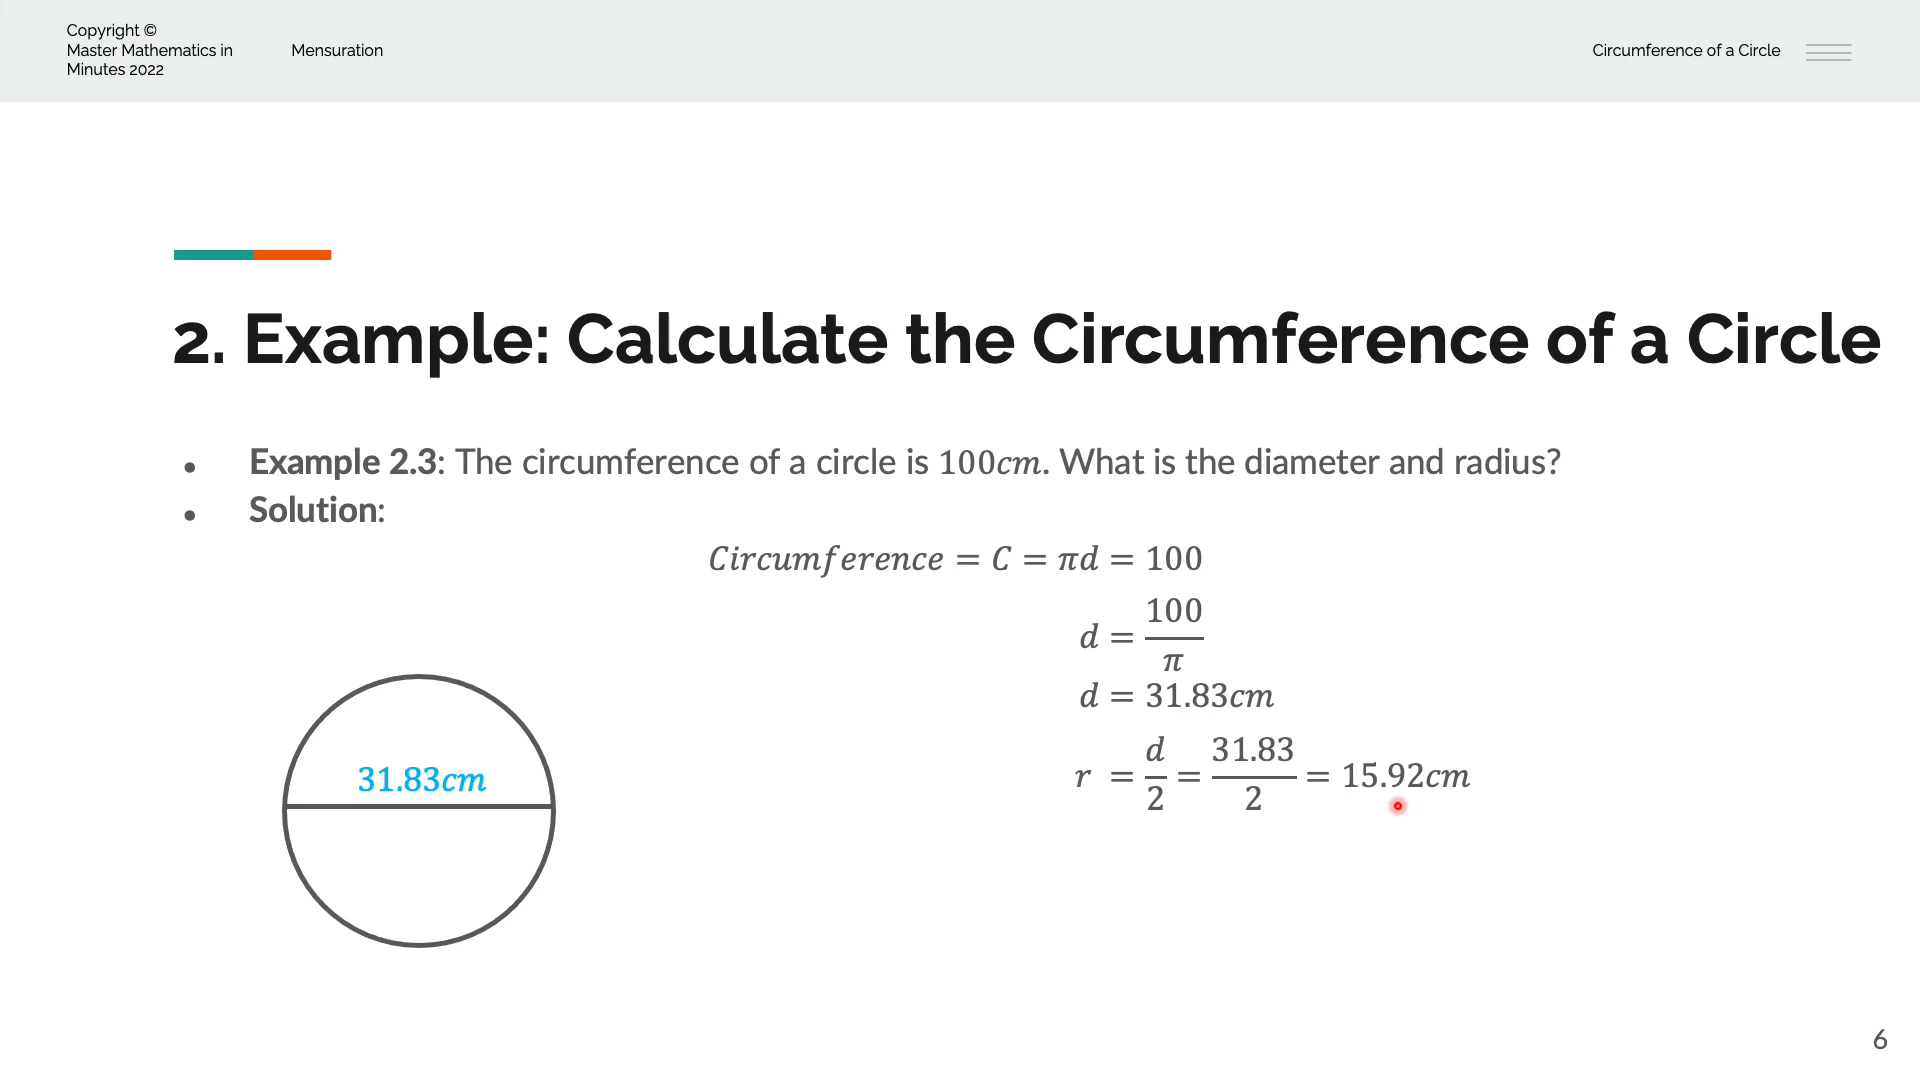 Copyright ©
Master Mathematics in
Minutes 2022
Mensuration
Circumference of a Circle
2. Example: Calculate the Circumference of a Circle
• Example 2.3: The circumference of a circle is 100cm. What is the diameter and radius?
• Solution:
Circumference = C = πd = 100
d = 100/π
d = 31.83cm
r = d/2 = 31.83/2 = 15.92cm
31.83cm
6